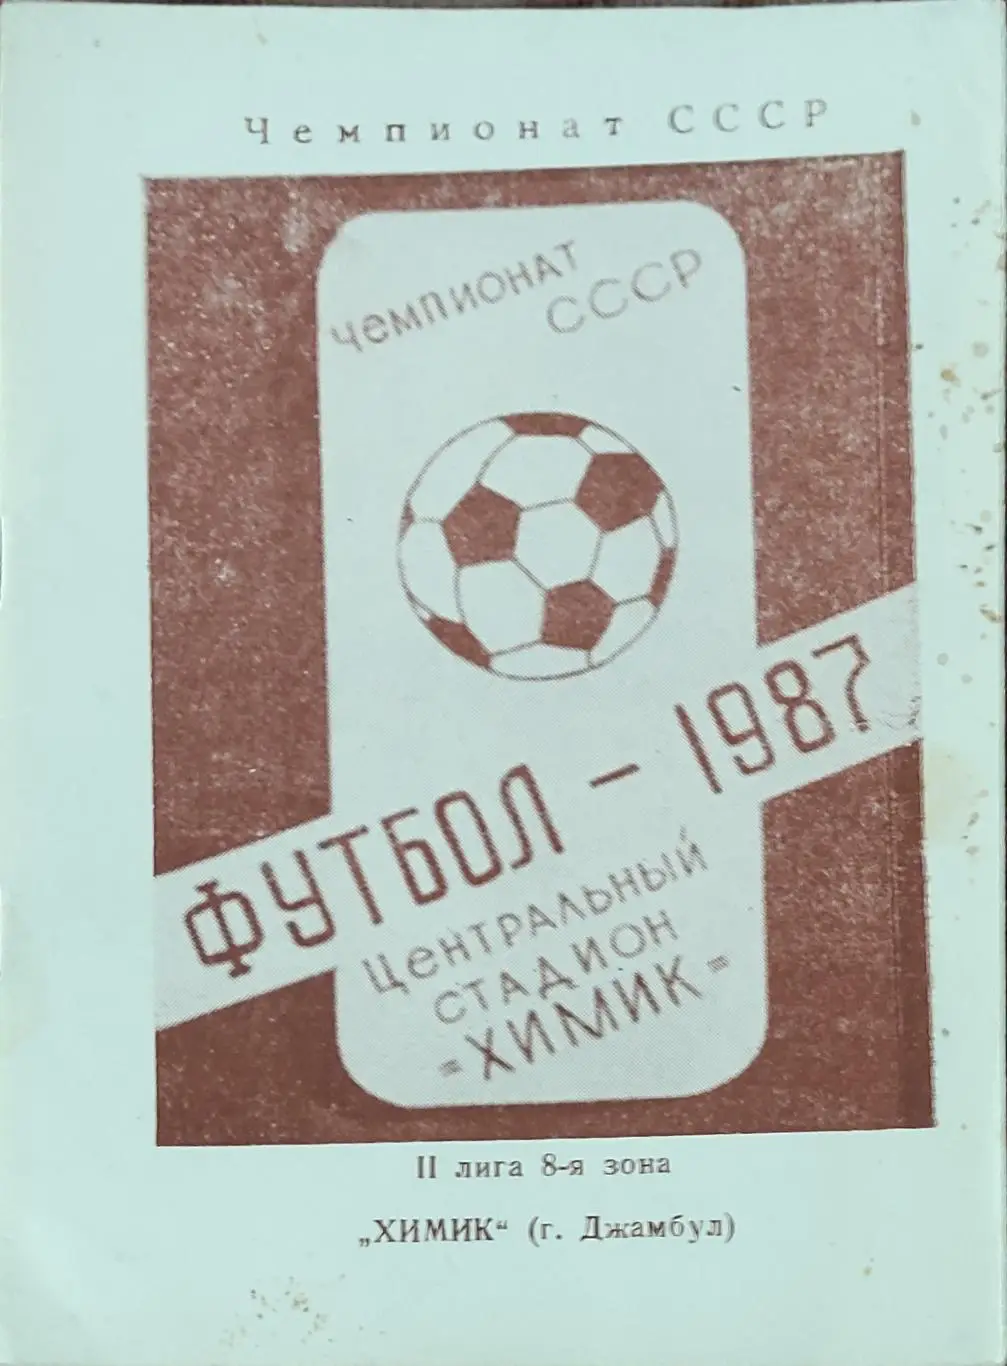 Чемпионат СССР
Чемпионат
СССР
ФУТБОЛ – 1987
ЦЕНТРАЛЬНЫЙ
СТАДИОН
"ХИМИК"
II лига 8-я зона
„ХИМИК“ (г. Джамбул)